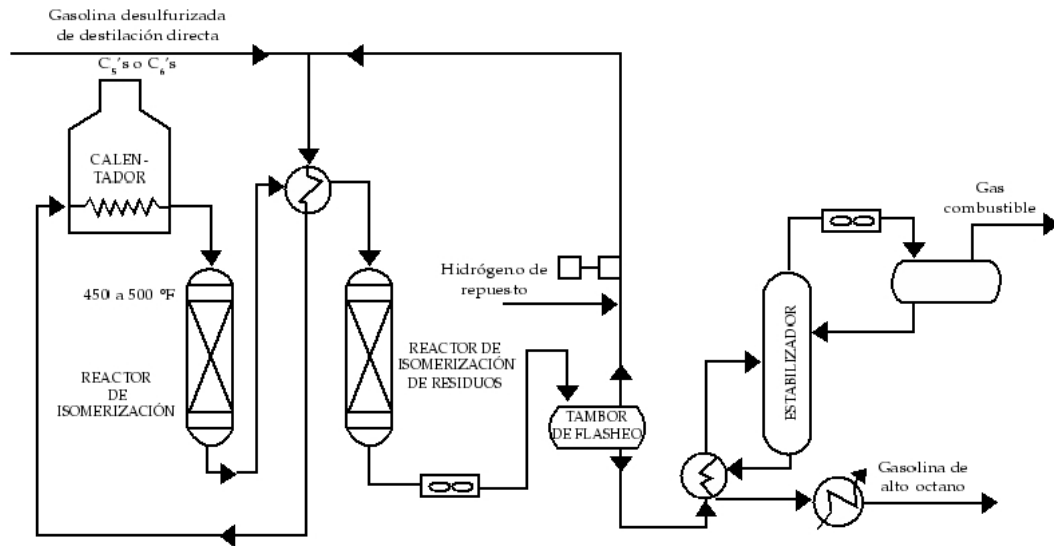 Gasolina desulfurizada
de destilación directa
C5's o C6's
CALEN-
TADOR
450 a 500 °F
REACTOR
DE
ISOMERIZACIÓN
REACTOR DE
ISOMERIZACIÓN
DE RESIDUOS
Hidrógeno de
repuesto
TAMBOR
DE FLASHEO
ESTABILIZADOR
Gas
combustible
Gasolina de
alto octano